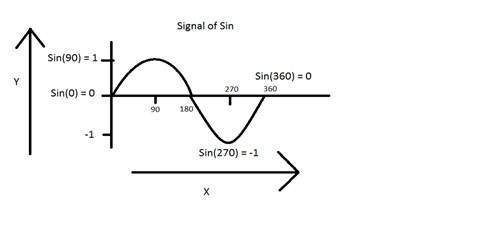 Signal of Sin
Sin(90) = 1
Y
Sin(0) = 0
Sin(360) = 0
270
360
90
180
-1
Sin(270) = -1
X